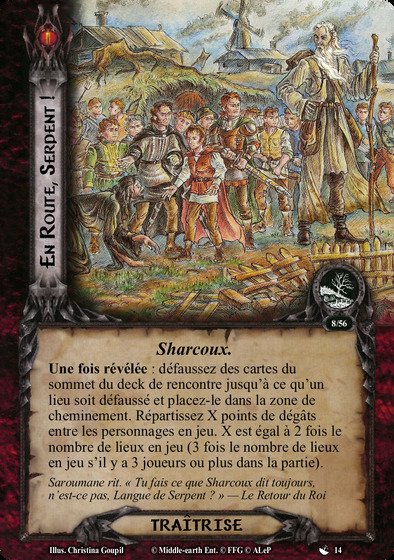 En Route, Serpent !
8/56
Sharcoux.
Une fois révélée : défaussez des cartes du
sommet du deck de rencontre jusqu'à ce qu'un
lieu soit défaussé et placez-le dans la zone de
cheminement. Répartissez X points de dégâts
entre les personnages en jeu. X est égal à 2 fois le
nombre de lieux en jeu (3 fois le nombre de lieux
en jeu s'il y a 3 joueurs ou plus dans la partie).
Saroumane rit. « Tu fais ce que Sharcoux dit toujours,
n'est-ce pas, Langue de Serpent ? » — Le Retour du Roi
TRAÎTRISE
Illus. Christina Goupil © Middle-earth Ent. © FFG © ALeP 14